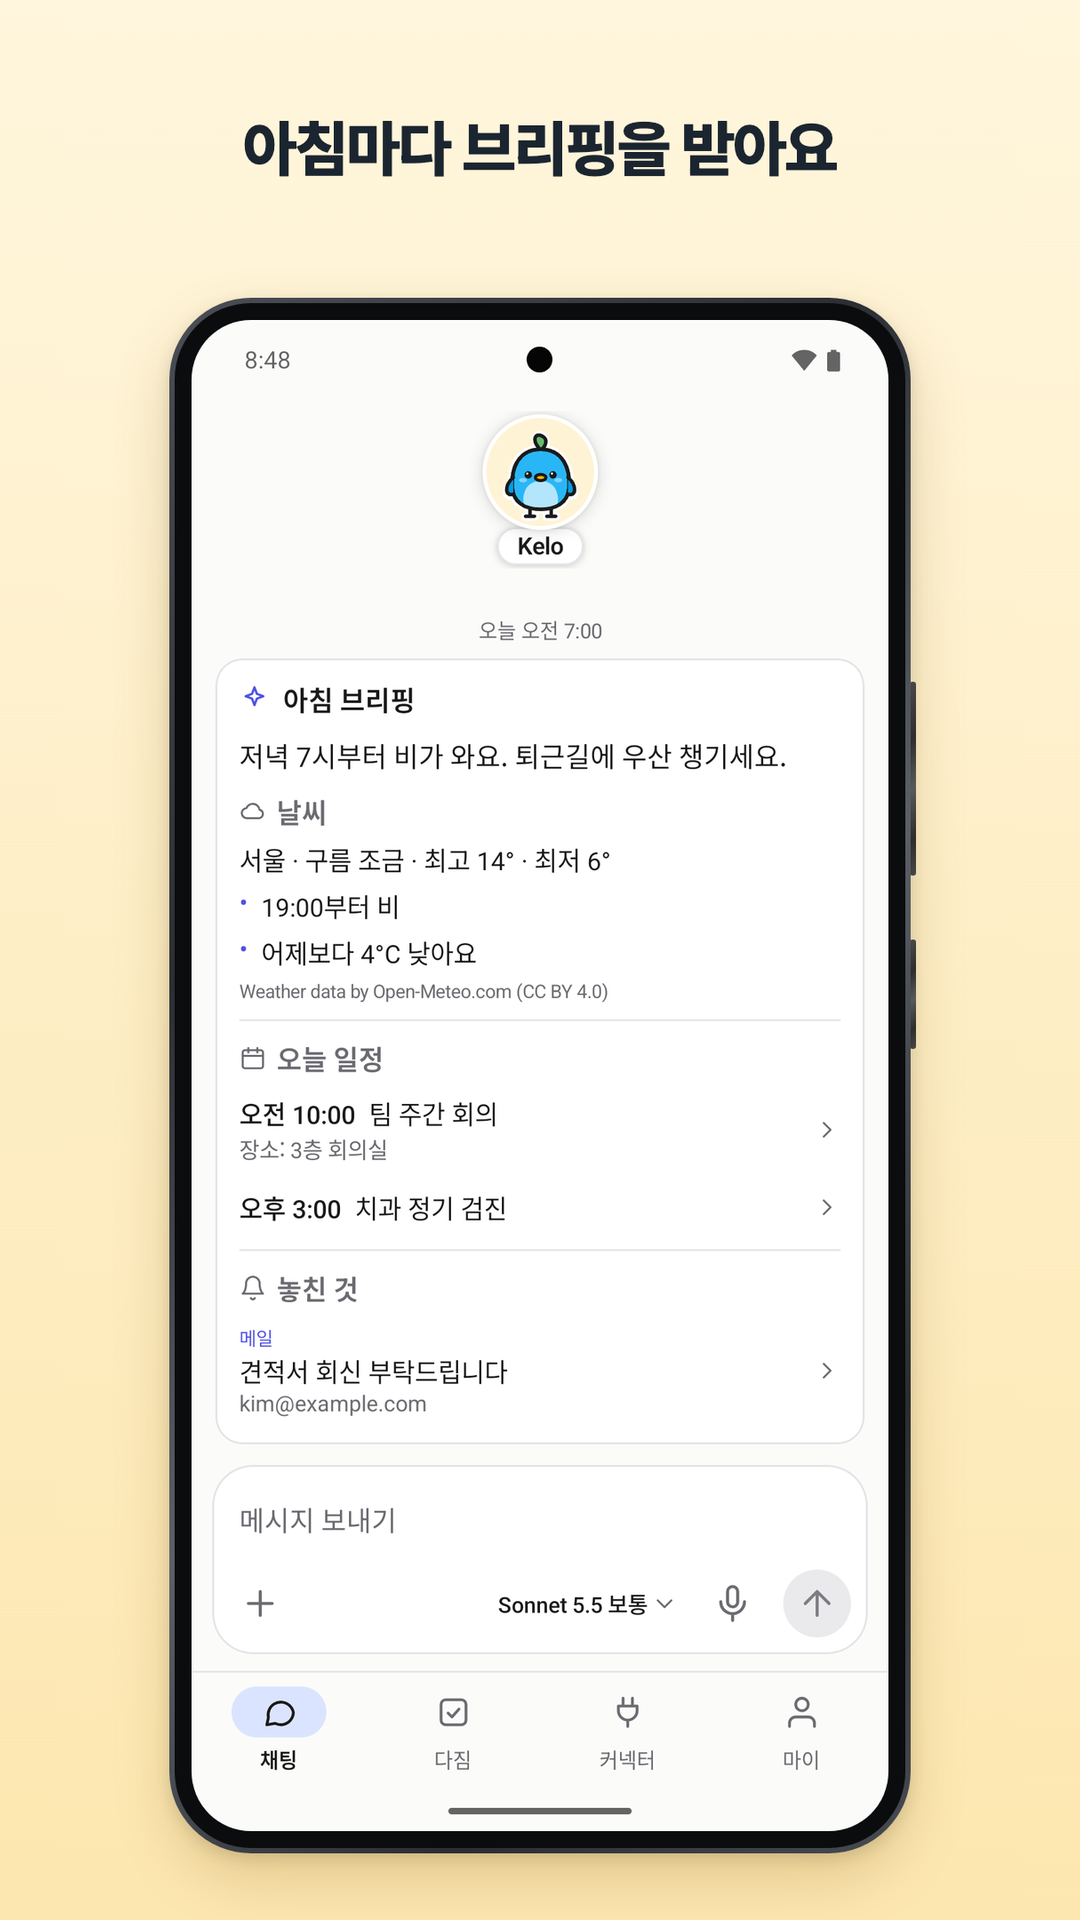 아침마다 브리핑을 받아요
8:48
Kelo
오늘 오전 7:00
아침 브리핑
저녁 7시부터 비가 와요. 퇴근길에 우산 챙기세요.
날씨
서울 · 구름 조금 · 최고 14° · 최저 6°
• 19:00부터 비
• 어제보다 4°C 낮아요
Weather data by Open-Meteo.com (CC BY 4.0)
오늘 일정
오전 10:00 팀 주간 회의
장소: 3층 회의실
오후 3:00 치과 정기 검진
놓친 것
메일
견적서 회신 부탁드립니다
kim@example.com
메시지 보내기
Sonnet 5.5 보통
채팅 다짐 커넥터 마이